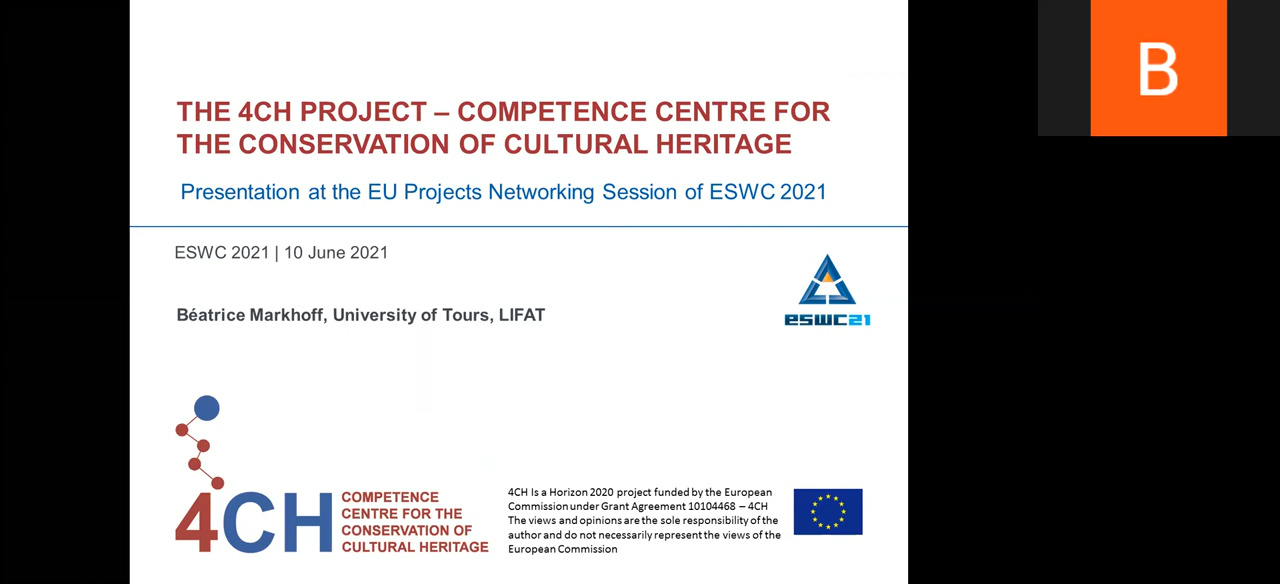 THE 4CH PROJECT – COMPETENCE CENTRE FOR
THE CONSERVATION OF CULTURAL HERITAGE
Presentation at the EU Projects Networking Session of ESWC 2021
ESWC 2021 | 10 June 2021
Béatrice Markhoff, University of Tours, LIFAT
ESWC21
4CH
COMPETENCE
CENTRE FOR THE
CONSERVATION OF
CULTURAL HERITAGE
4CH Is a Horizon 2020 project funded by the European
Commission under Grant Agreement 10104468 – 4CH
The views and opinions are the sole responsibility of the
author and do not necessarily represent the views of the
European Commission
B